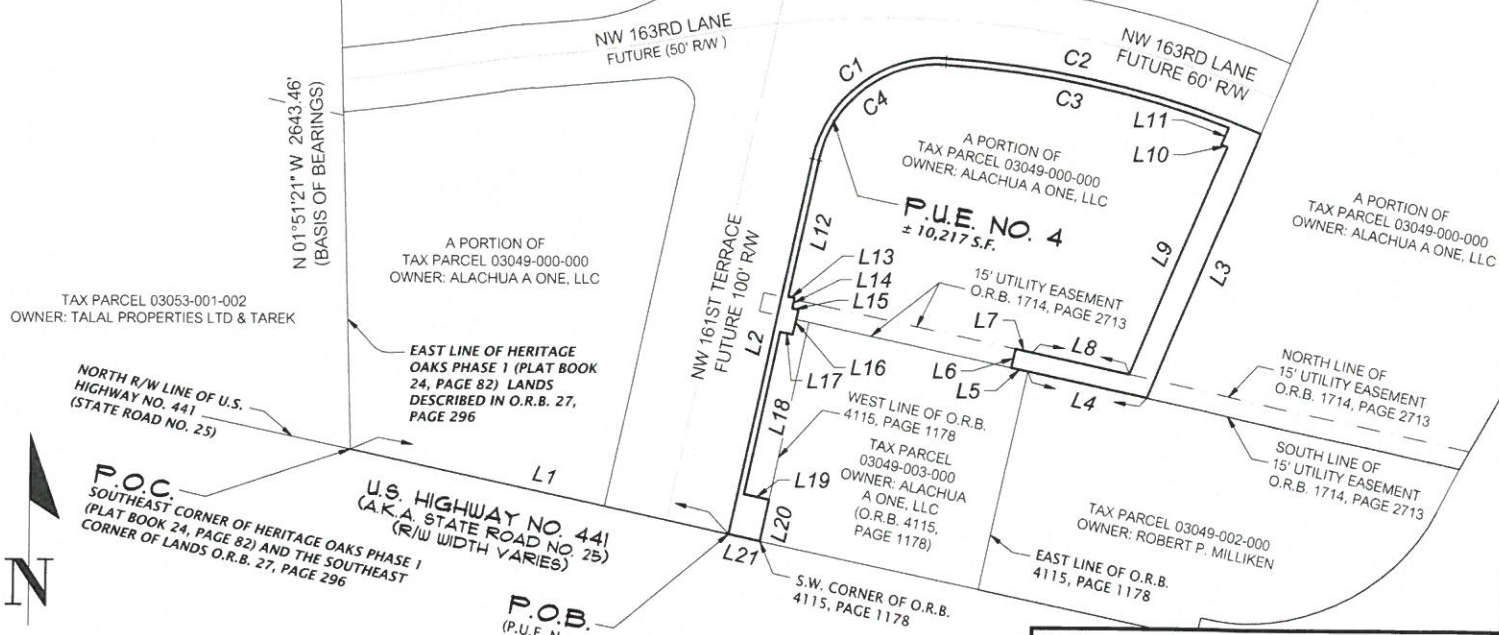 NW 163RD LANE
FUTURE (50' R/W )
NW 163RD LANE
FUTURE 60' R/W
C1
C2
C3
C4
L11
L10
N 01°51'21" W 2643.46'
(BASIS OF BEARINGS)
A PORTION OF
TAX PARCEL 03049-000-000
OWNER: ALACHUA A ONE, LLC
P.U.E. NO. 4
± 10,217 S.F.
A PORTION OF
TAX PARCEL 03049-000-000
OWNER: ALACHUA A ONE, LLC
A PORTION OF
TAX PARCEL 03049-000-000
OWNER: ALACHUA A ONE, LLC
TAX PARCEL 03053-001-002
OWNER: TALAL PROPERTIES LTD & TAREK
NW 161ST TERRACE
FUTURE 100' R/W
L12
L13
L14
L15
L2
L9
L3
15' UTILITY EASEMENT
O.R.B. 1714, PAGE 2713
L7
L8
L6
L5
L4
L16
L17
L18
EAST LINE OF HERITAGE
OAKS PHASE 1 (PLAT BOOK
24, PAGE 82) LANDS
DESCRIBED IN O.R.B. 27,
PAGE 296
NORTH R/W LINE OF U.S.
HIGHWAY NO. 441
(STATE ROAD NO. 25)
WEST LINE OF O.R.B.
4115, PAGE 1178
NORTH LINE OF
15' UTILITY EASEMENT
O.R.B. 1714, PAGE 2713
SOUTH LINE OF
15' UTILITY EASEMENT
O.R.B. 1714, PAGE 2713
TAX PARCEL
03049-003-000
OWNER: ALACHUA
A ONE, LLC
(O.R.B. 4115,
PAGE 1178)
L1
L19
L20
L21
P.O.C.
SOUTHEAST CORNER OF HERITAGE OAKS PHASE 1
(PLAT BOOK 24, PAGE 82) AND THE SOUTHEAST
CORNER OF LANDS O.R.B. 27, PAGE 296
U.S. HIGHWAY NO. 441
(A.K.A. STATE ROAD NO. 25)
(R/W WIDTH VARIES)
TAX PARCEL 03049-002-000
OWNER: ROBERT P. MILLIKEN
EAST LINE OF O.R.B.
4115, PAGE 1178
S.W. CORNER OF O.R.B.
4115, PAGE 1178
N
P.O.B.
(P.U.E.